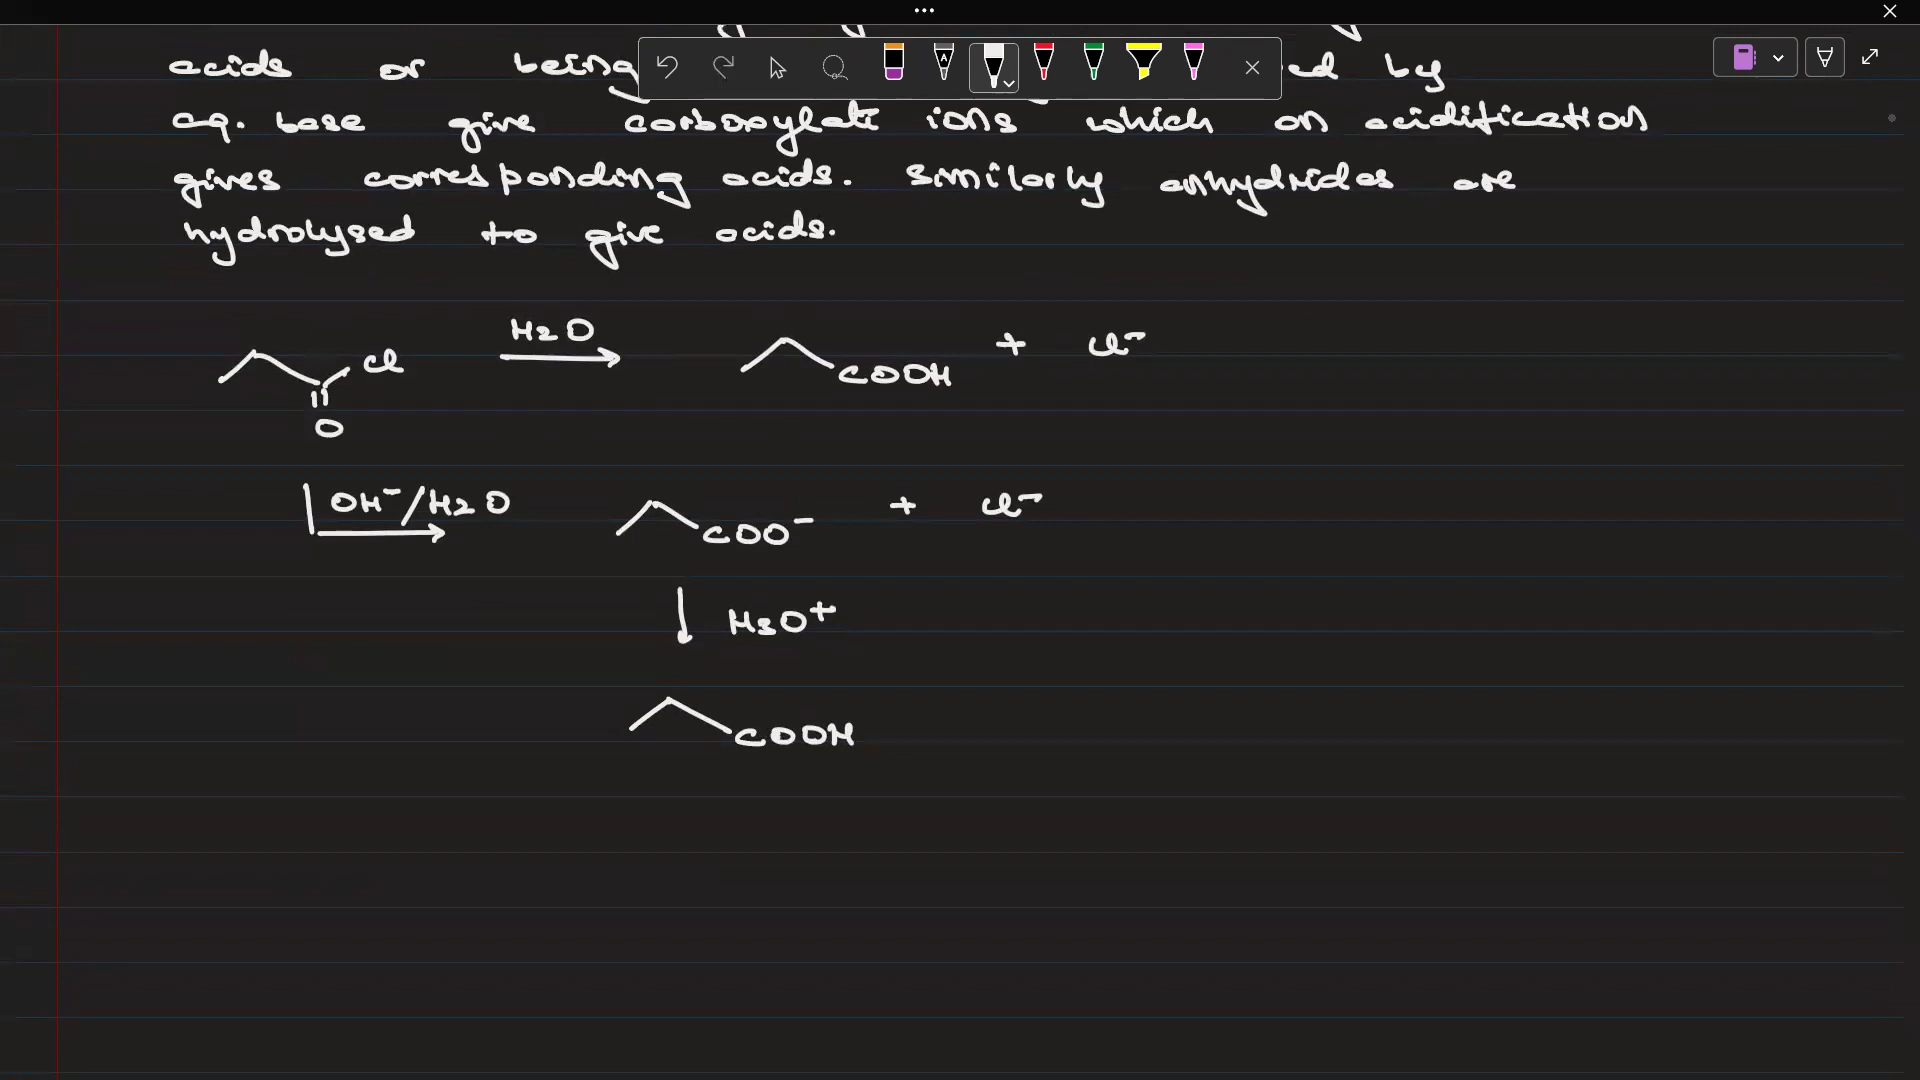 acids or being ed by
aq. base give carboxylate ions which on acidification
gives corresponding acids. Similarly anhydrides are
hydrolysed to give acids.
H2O
Cl
COOH + Cl⁻
O
OH⁻/H2O
COO⁻ + Cl⁻
H3O+
COOH